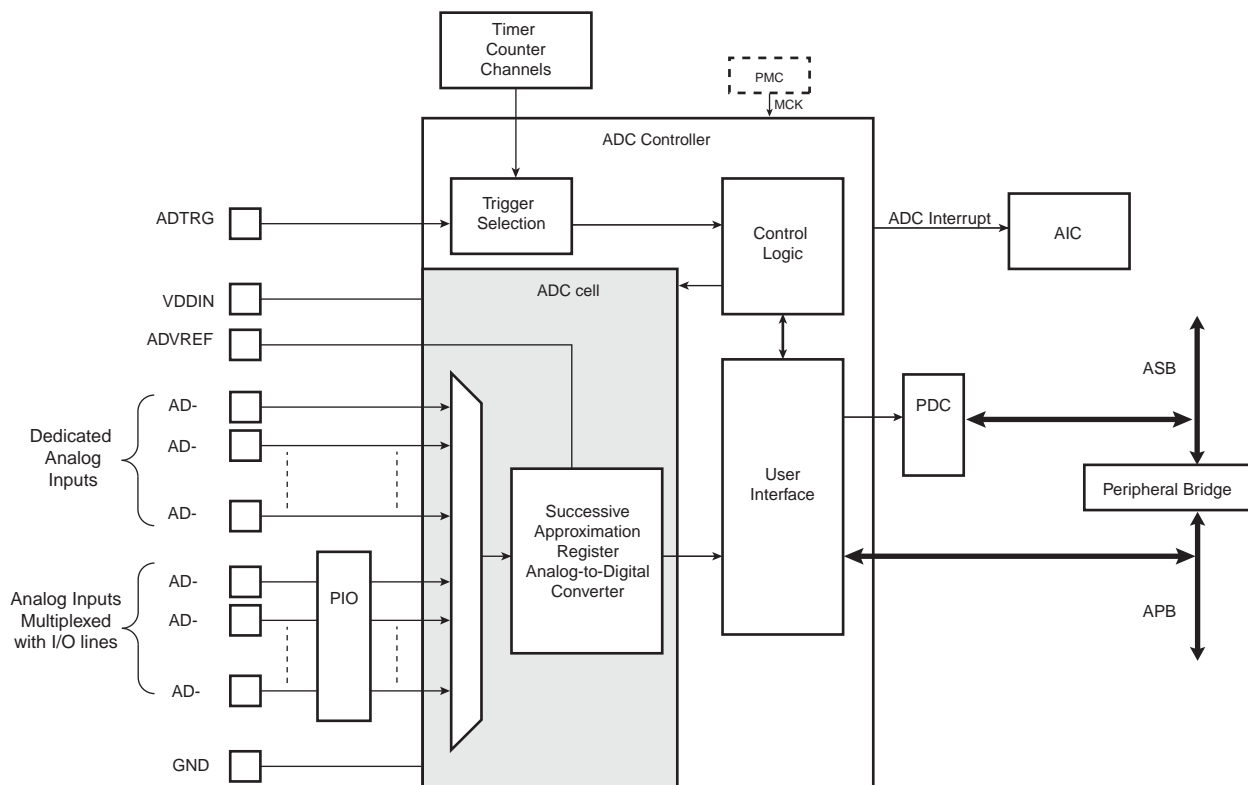 Timer
Counter
Channels
PMC
MCK
ADC Controller
ADTRG
Trigger
Selection
Control
Logic
ADC Interrupt
AIC
VDDIN
ADC cell
ADVREF
ASB
Dedicated
Analog
Inputs
AD-
AD-
AD-
PDC
User
Interface
Peripheral Bridge
Successive
Approximation
Register
Analog-to-Digital
Converter
Analog Inputs
Multiplexed
with I/O lines
AD-
AD-
AD-
PIO
APB
GND